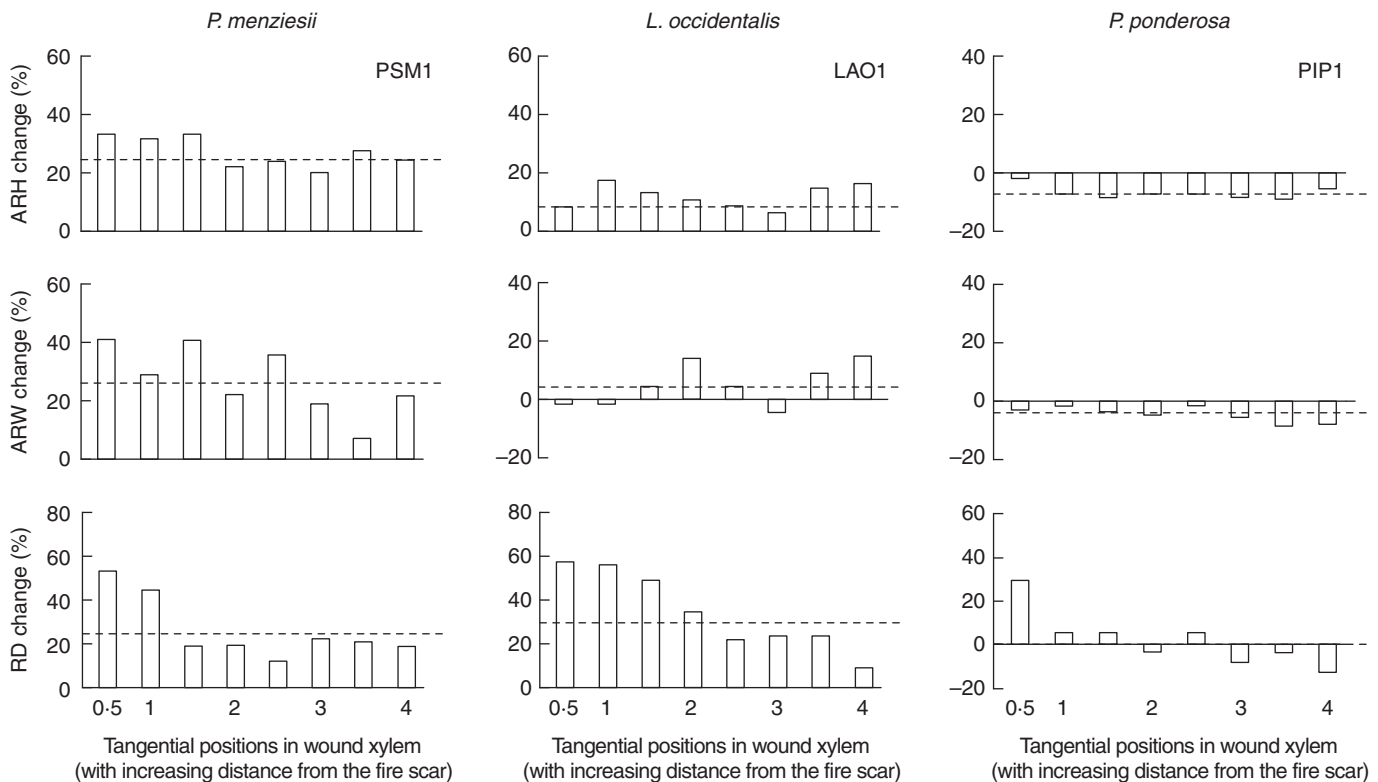 P. menziesii
L. occidentalis
P. ponderosa
ARH change (%)
60
40
20
0
PSM1
60
40
20
0
LAO1
40
20
0
–20
PIP1
ARW change (%)
60
40
20
0
40
20
0
–20
40
20
0
–20
RD change (%)
80
60
40
20
0
0·5 1 2 3 4
80
60
40
20
0
0·5 1 2 3 4
60
40
20
0
–20
0·5 1 2 3 4
Tangential positions in wound xylem
(with increasing distance from the fire scar)
Tangential positions in wound xylem
(with increasing distance from the fire scar)
Tangential positions in wound xylem
(with increasing distance from the fire scar)